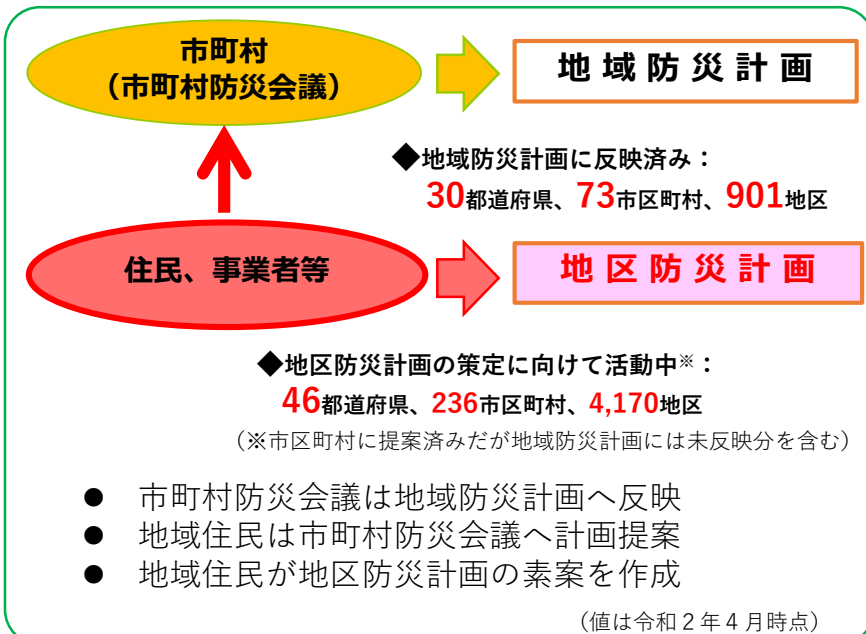 市町村
（市町村防災会議）
地域防災計画
◆地域防災計画に反映済み：
30都道府県、73市区町村、901地区
住民、事業者等
地区防災計画
◆地区防災計画の策定に向けて活動中※：
46都道府県、236市区町村、4,170地区
（※市区町村に提案済みだが地域防災計画には未反映分を含む）
● 市町村防災会議は地域防災計画へ反映
● 地域住民は市町村防災会議へ計画提案
● 地域住民が地区防災計画の素案を作成
（値は令和２年４月時点）